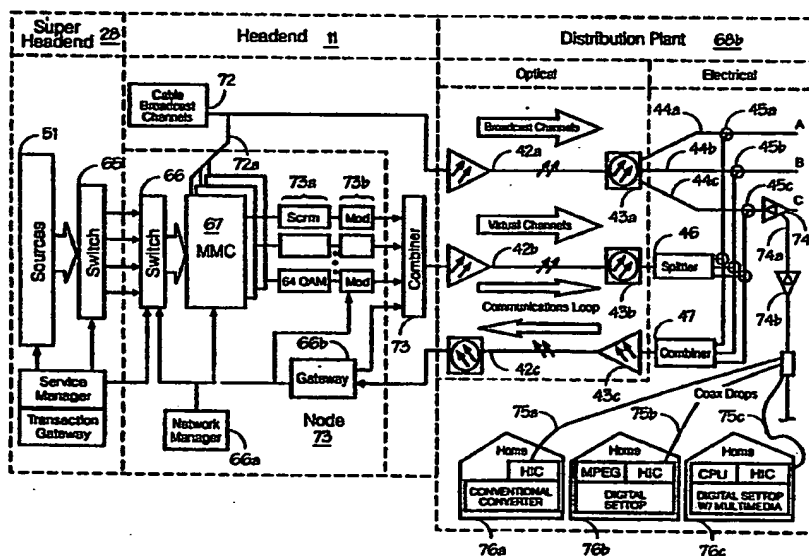 Super
Headend 28
Headend 11
Distribution Plant 68b
Optical
Electrical
Cable
Broadcast
Channels
72
72a
51
65
66
Sources
Switch
Switch
67
MMC
73a
73b
Scrm
Mod
64 QAM
Mod
Combiner
73
Broadcast Channels
42a
43a
44a
44b
44c
45a
45b
45c
A
B
C
74
74a
74b
Virtual Channels
42b
43b
46
Splitter
Communications Loop
42c
43c
47
Combiner
66b
Gateway
Node
73
Service
Manager
Transaction
Gateway
Network
Manager
66a
Coax Drops
75a
75b
75c
Home
HIC
CONVENTIONAL
CONVERTER
76a
Home
MPEG
HIC
DIGITAL
SETTOP
76b
Home
CPU
HIC
DIGITAL SETTOP
W/ MULTIMEDIA
76c